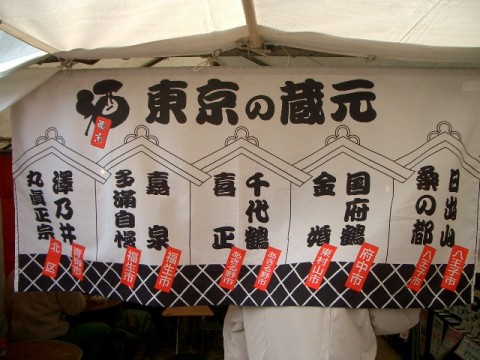 酒 東京の蔵元
日出山
八王子市
桑の都
八王子市
国府鶴
府中市
金婚
東村山市
千代鶴
あきる野市
喜正
あきる野市
嘉泉
福生市
多満自慢
福生市
澤乃井
青梅市
丸眞正宗
北区